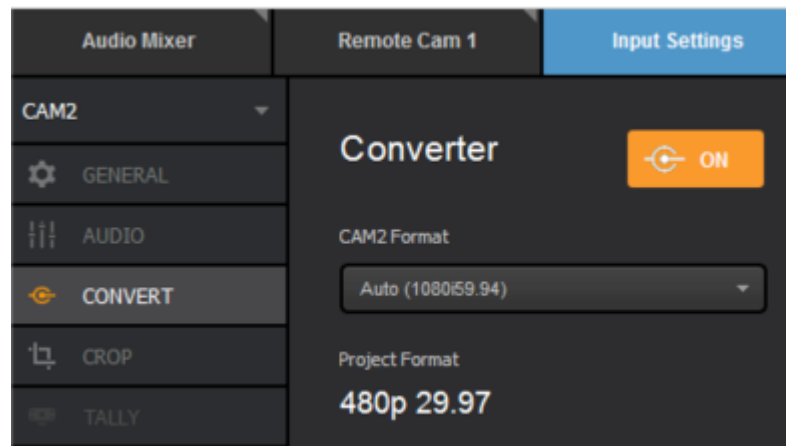 Audio Mixer
Remote Cam 1
Input Settings
CAM2
GENERAL
AUDIO
CONVERT
CROP
TALLY
Converter
ON
CAM2 Format
Auto (1080i59.94)
Project Format
480p 29.97